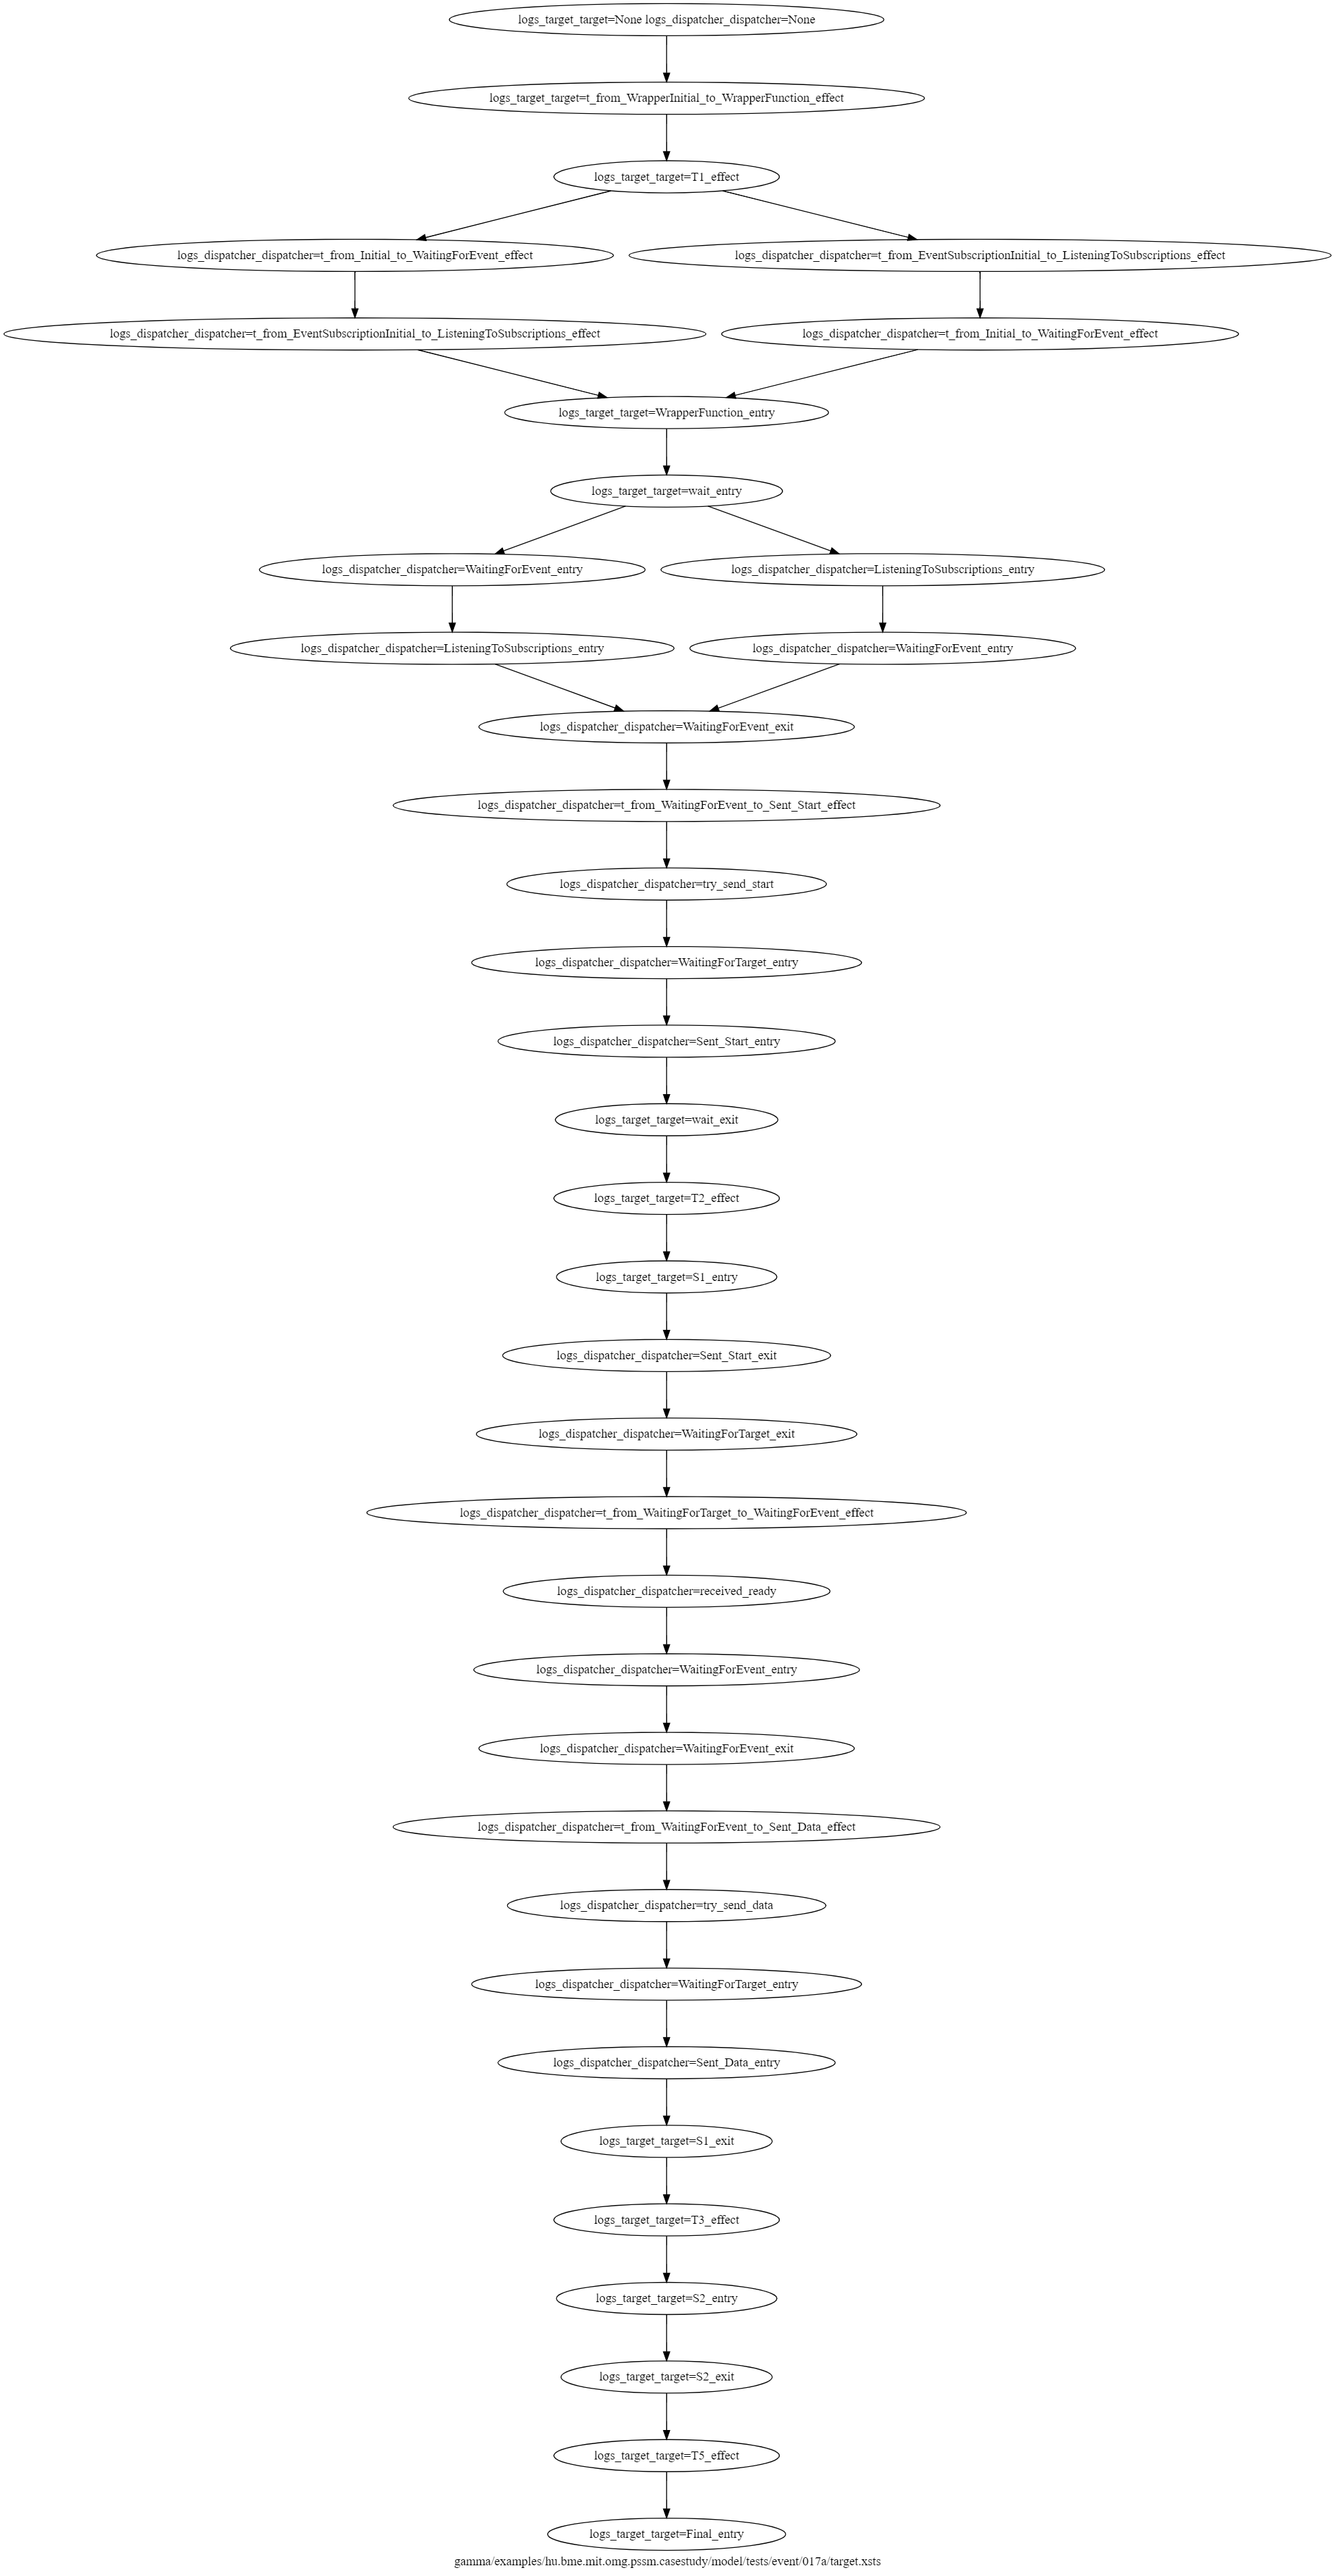 logs_target_target=None logs_dispatcher_dispatcher=None
logs_target_target=t_from_WrapperInitial_to_WrapperFunction_effect
logs_target_target=T1_effect
logs_dispatcher_dispatcher=t_from_Initial_to_WaitingForEvent_effect
logs_dispatcher_dispatcher=t_from_EventSubscriptionInitial_to_ListeningToSubscriptions_effect
logs_dispatcher_dispatcher=t_from_EventSubscriptionInitial_to_ListeningToSubscriptions_effect
logs_dispatcher_dispatcher=t_from_Initial_to_WaitingForEvent_effect
logs_target_target=WrapperFunction_entry
logs_target_target=wait_entry
logs_dispatcher_dispatcher=WaitingForEvent_entry
logs_dispatcher_dispatcher=ListeningToSubscriptions_entry
logs_dispatcher_dispatcher=ListeningToSubscriptions_entry
logs_dispatcher_dispatcher=WaitingForEvent_entry
logs_dispatcher_dispatcher=WaitingForEvent_exit
logs_dispatcher_dispatcher=t_from_WaitingForEvent_to_Sent_Start_effect
logs_dispatcher_dispatcher=try_send_start
logs_dispatcher_dispatcher=WaitingForTarget_entry
logs_dispatcher_dispatcher=Sent_Start_entry
logs_target_target=wait_exit
logs_target_target=T2_effect
logs_target_target=S1_entry
logs_dispatcher_dispatcher=Sent_Start_exit
logs_dispatcher_dispatcher=WaitingForTarget_exit
logs_dispatcher_dispatcher=t_from_WaitingForTarget_to_WaitingForEvent_effect
logs_dispatcher_dispatcher=received_ready
logs_dispatcher_dispatcher=WaitingForEvent_entry
logs_dispatcher_dispatcher=WaitingForEvent_exit
logs_dispatcher_dispatcher=t_from_WaitingForEvent_to_Sent_Data_effect
logs_dispatcher_dispatcher=try_send_data
logs_dispatcher_dispatcher=WaitingForTarget_entry
logs_dispatcher_dispatcher=Sent_Data_entry
logs_target_target=S1_exit
logs_target_target=T3_effect
logs_target_target=S2_entry
logs_target_target=S2_exit
logs_target_target=T5_effect
logs_target_target=Final_entry
gamma/examples/hu.bme.mit.omg.pssm.casestudy/model/tests/event/017a/target.xsts